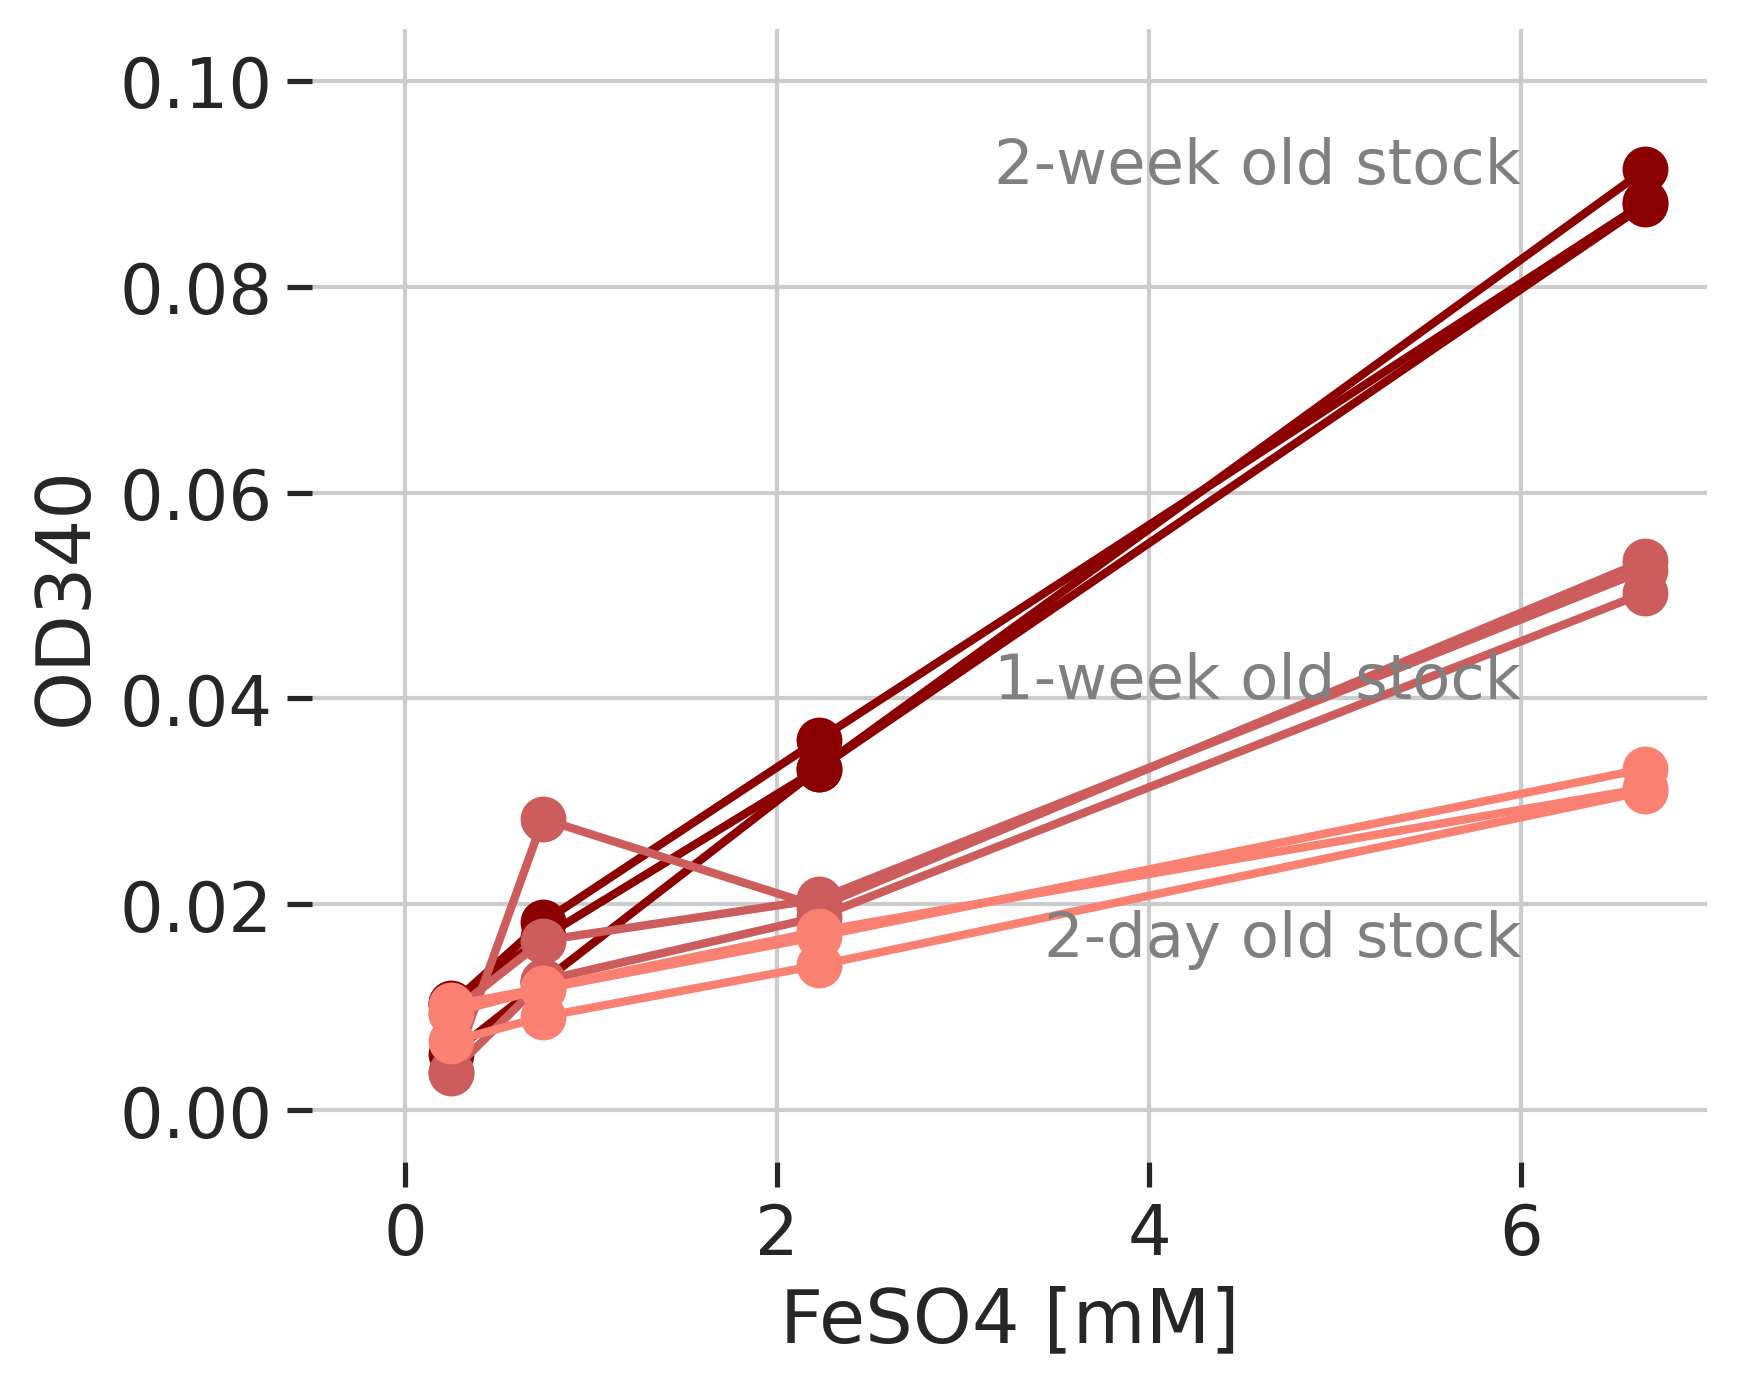 0.10
0.08
0.06
0.04
0.02
0.00
OD340
2-week old stock
1-week old stock
2-day old stock
0 2 4 6
FeSO4 [mM]